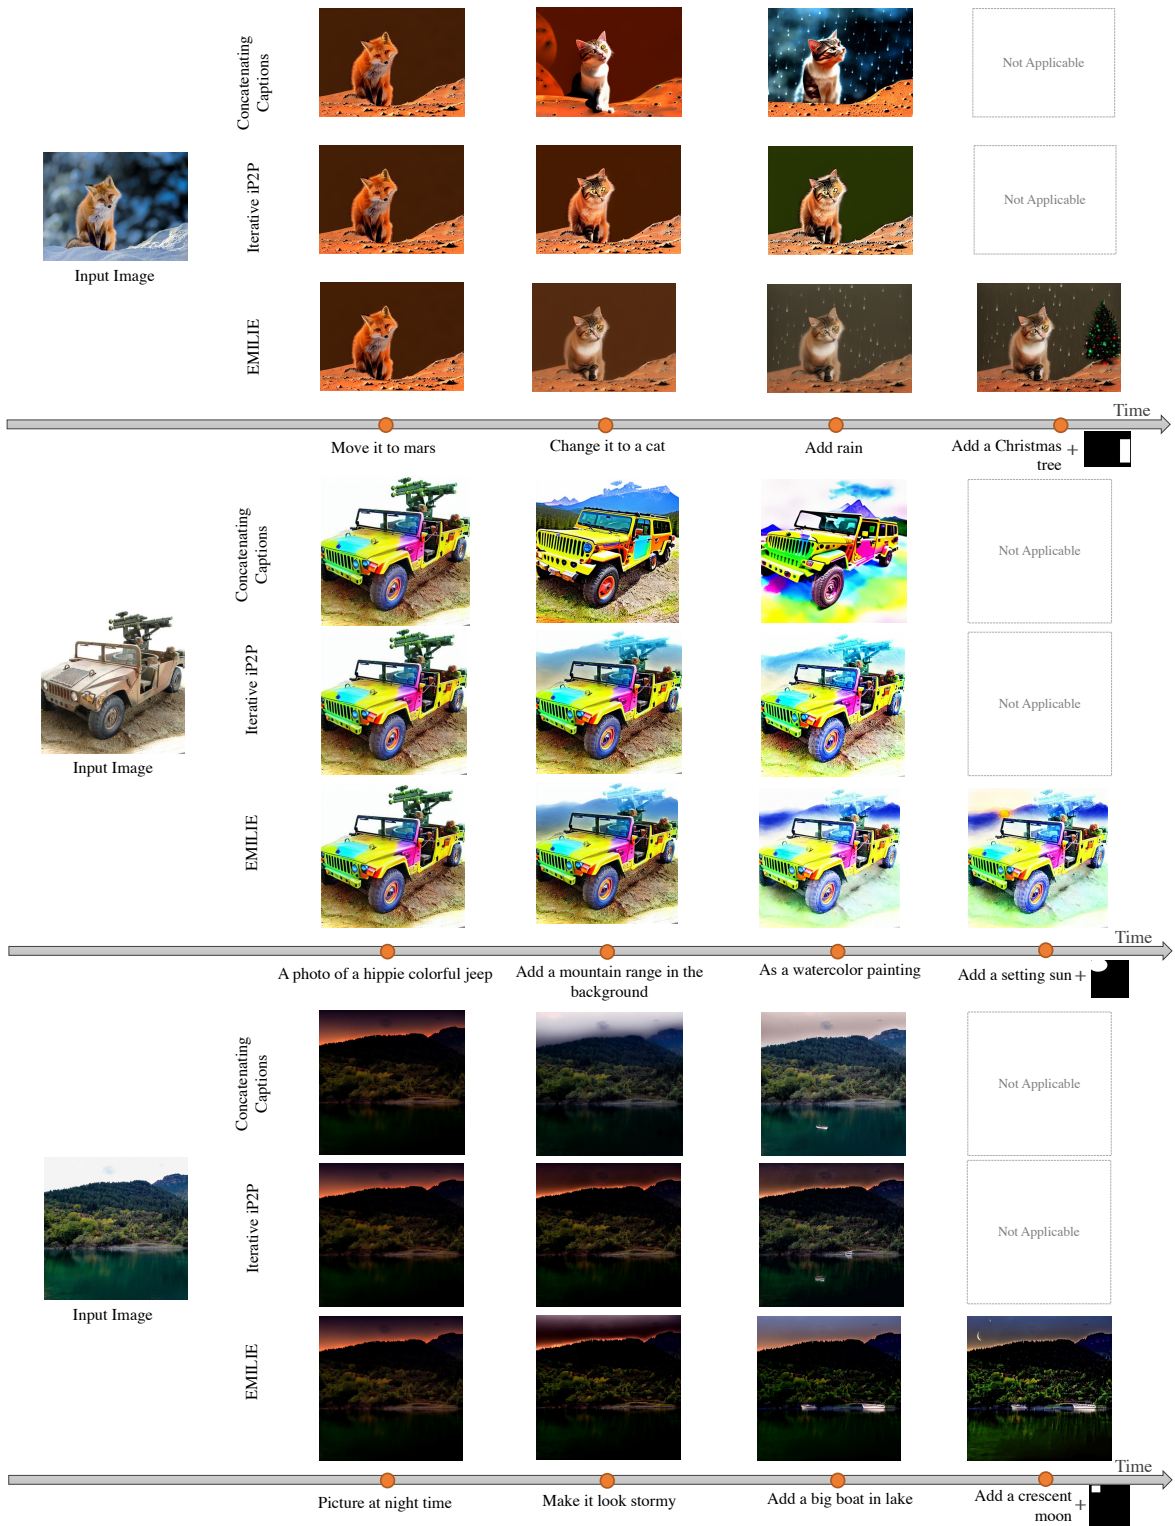 Concatenating
Captions
Not Applicable
Iterative iP2P
Not Applicable
Input Image
EMILIE
Time
Move it to mars
Change it to a cat
Add rain
Add a Christmas
tree
+
Concatenating
Captions
Not Applicable
Iterative iP2P
Not Applicable
Input Image
EMILIE
Time
A photo of a hippie colorful jeep
Add a mountain range in the
background
As a watercolor painting
Add a setting sun +
Concatenating
Captions
Not Applicable
Iterative iP2P
Not Applicable
Input Image
EMILIE
Time
Picture at night time
Make it look stormy
Add a big boat in lake
Add a crescent
moon
+